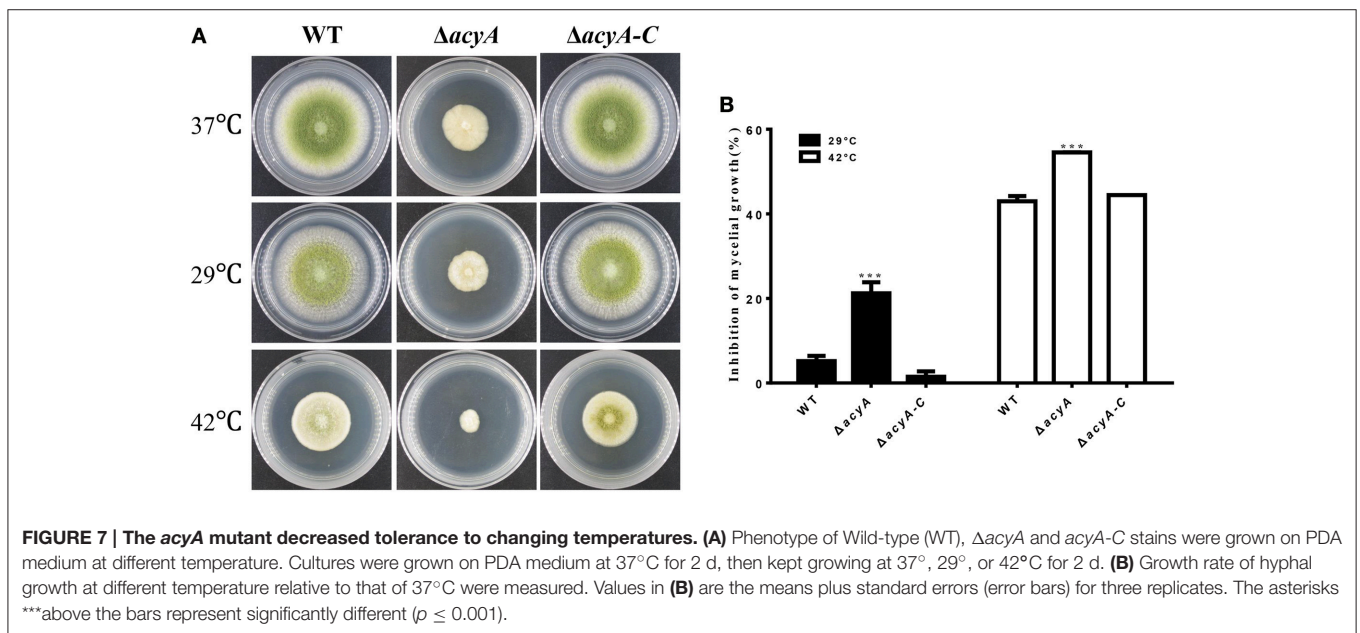 A
WT
ΔacyA
ΔacyA-C
37℃
29℃
42℃
B
Inhibition of mycelial growth(%)
60
40
20
0
29°C
42°C
***
***
WT
ΔacyA
ΔacyA-C
WT
ΔacyA
ΔacyA-C
FIGURE 7 | The acyA mutant decreased tolerance to changing temperatures. (A) Phenotype of Wild-type (WT), ΔacyA and acyA-C stains were grown on PDA
medium at different temperature. Cultures were grown on PDA medium at 37°C for 2 d, then kept growing at 37°, 29°, or 42°C for 2 d. (B) Growth rate of hyphal
growth at different temperature relative to that of 37°C were measured. Values in (B) are the means plus standard errors (error bars) for three replicates. The asterisks
***above the bars represent significantly different (p ≤ 0.001).